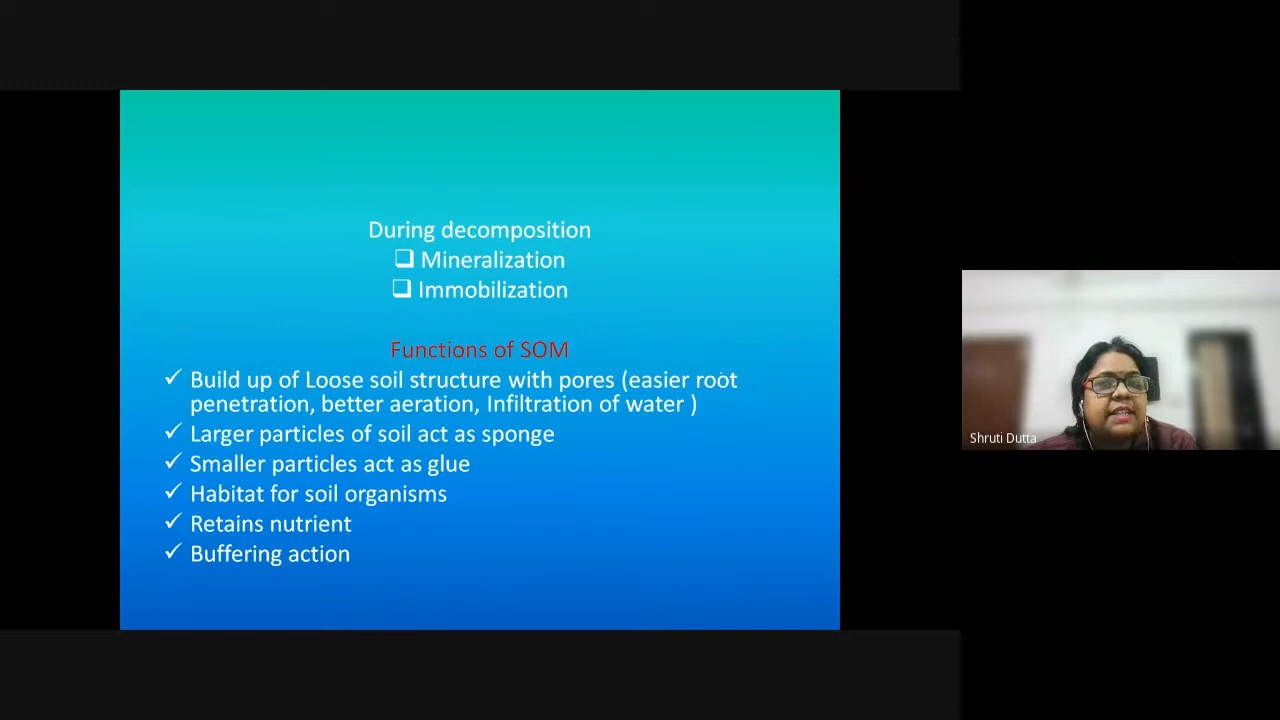 During decomposition
❑ Mineralization
❑ Immobilization
Functions of SOM
✓ Build up of Loose soil structure with pores (easier root
penetration, better aeration, Infiltration of water )
✓ Larger particles of soil act as sponge
✓ Smaller particles act as glue
✓ Habitat for soil organisms
✓ Retains nutrient
✓ Buffering action
Shruti Dutta